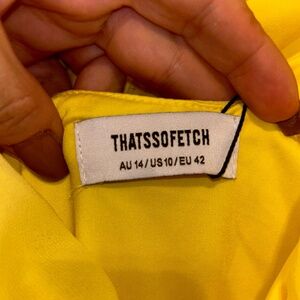 THATSSOFETCH
AU 14 / US 10 / EU 42